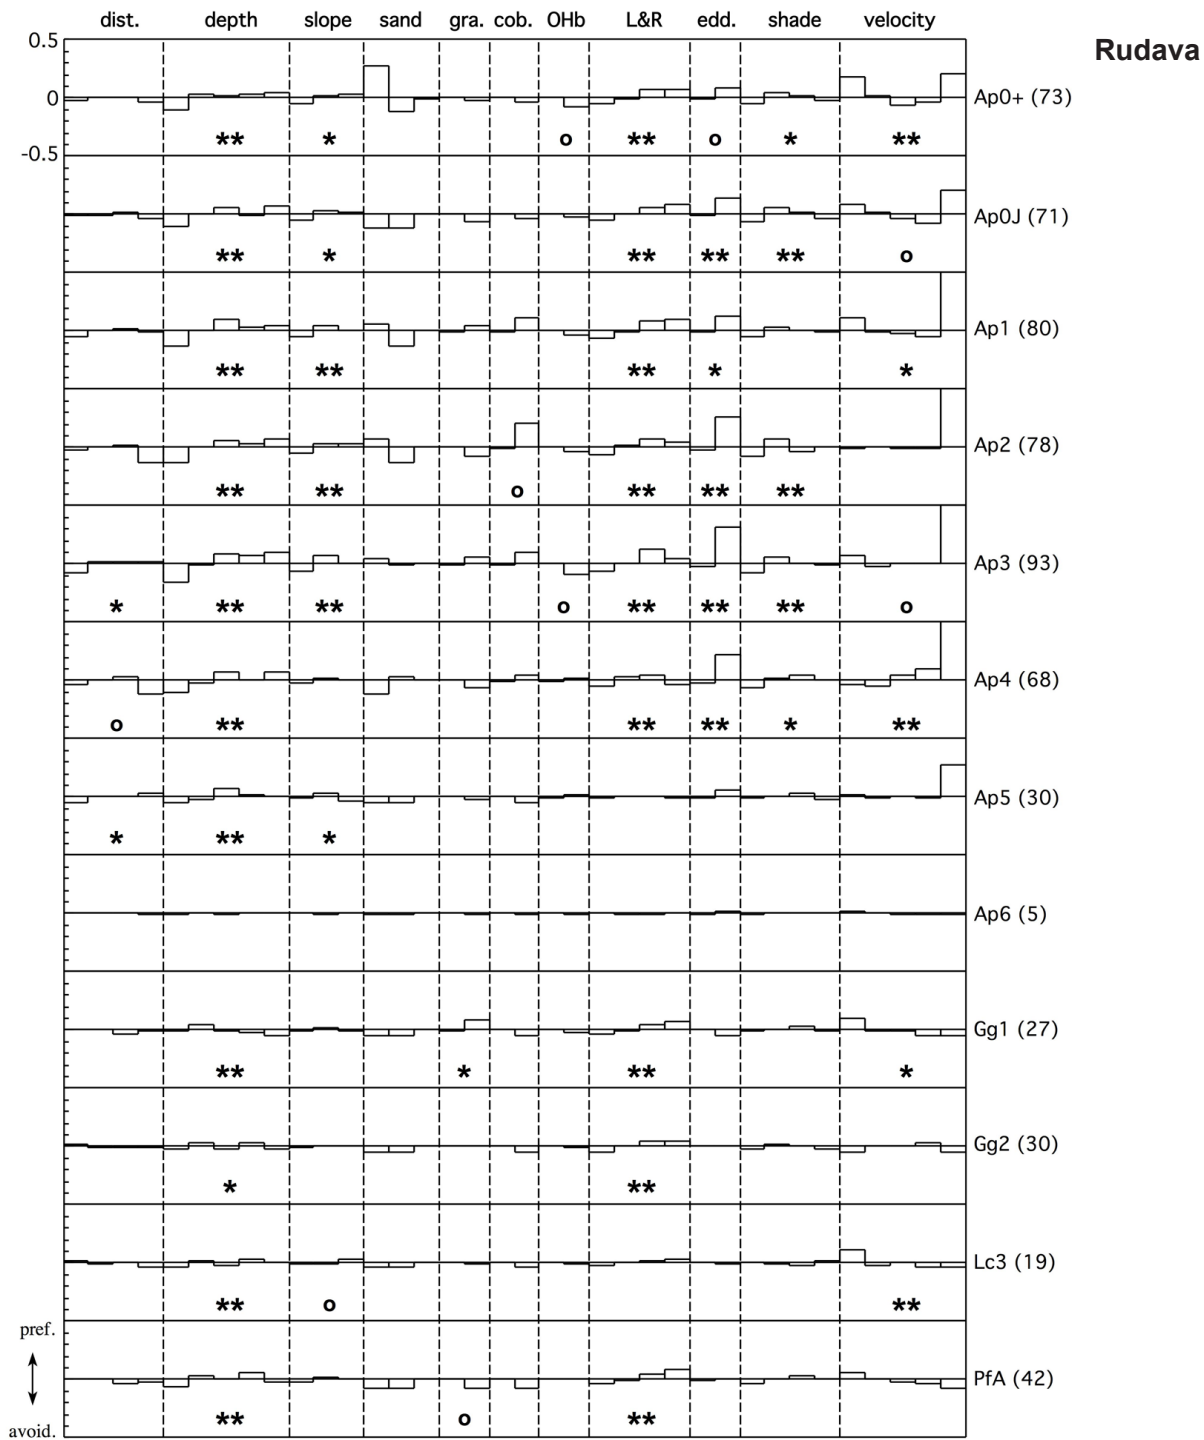 dist. depth slope sand gra. cob. OHb L&R edd. shade velocity
Rudava
0.5
0
-0.5
Ap0+ (73)
** * o ** o * **
Ap0J (71)
** * ** ** ** o
Ap1 (80)
** ** ** * *
Ap2 (78)
** ** o ** ** **
Ap3 (93)
* ** ** o ** ** ** o
Ap4 (68)
o ** ** ** * **
Ap5 (30)
* ** *
Ap6 (5)
Gg1 (27)
** * ** *
Gg2 (30)
* **
Lc3 (19)
** o **
pref.
PfA (42)
** o **
avoid.